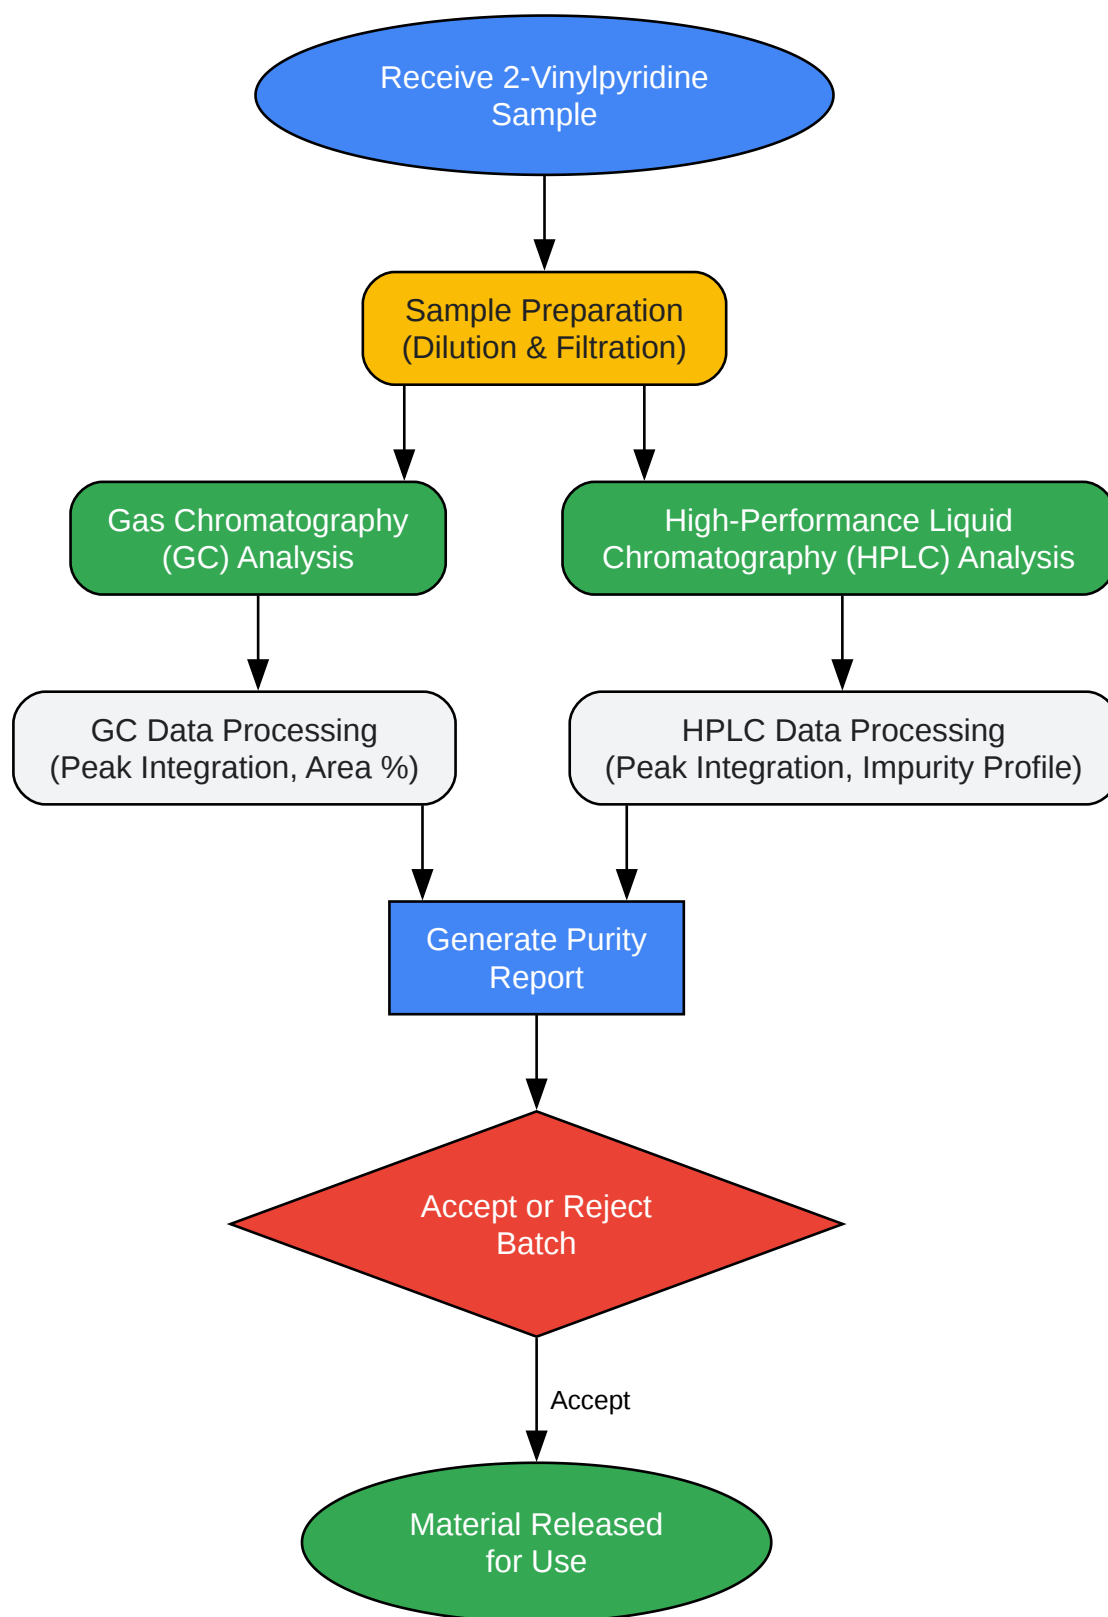 Receive 2-Vinylpyridine
Sample
Sample Preparation
(Dilution & Filtration)
Gas Chromatography
(GC) Analysis
High-Performance Liquid
Chromatography (HPLC) Analysis
GC Data Processing
(Peak Integration, Area %)
HPLC Data Processing
(Peak Integration, Impurity Profile)
Generate Purity
Report
Accept or Reject
Batch
Accept
Material Released
for Use